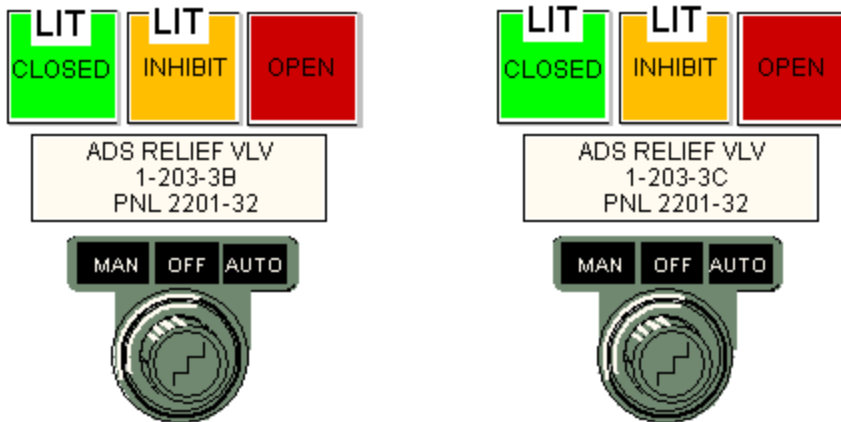 LIT LIT
CLOSED INHIBIT OPEN
ADS RELIEF VLV
1-203-3B
PNL 2201-32
MAN OFF AUTO
LIT LIT
CLOSED INHIBIT OPEN
ADS RELIEF VLV
1-203-3C
PNL 2201-32
MAN OFF AUTO